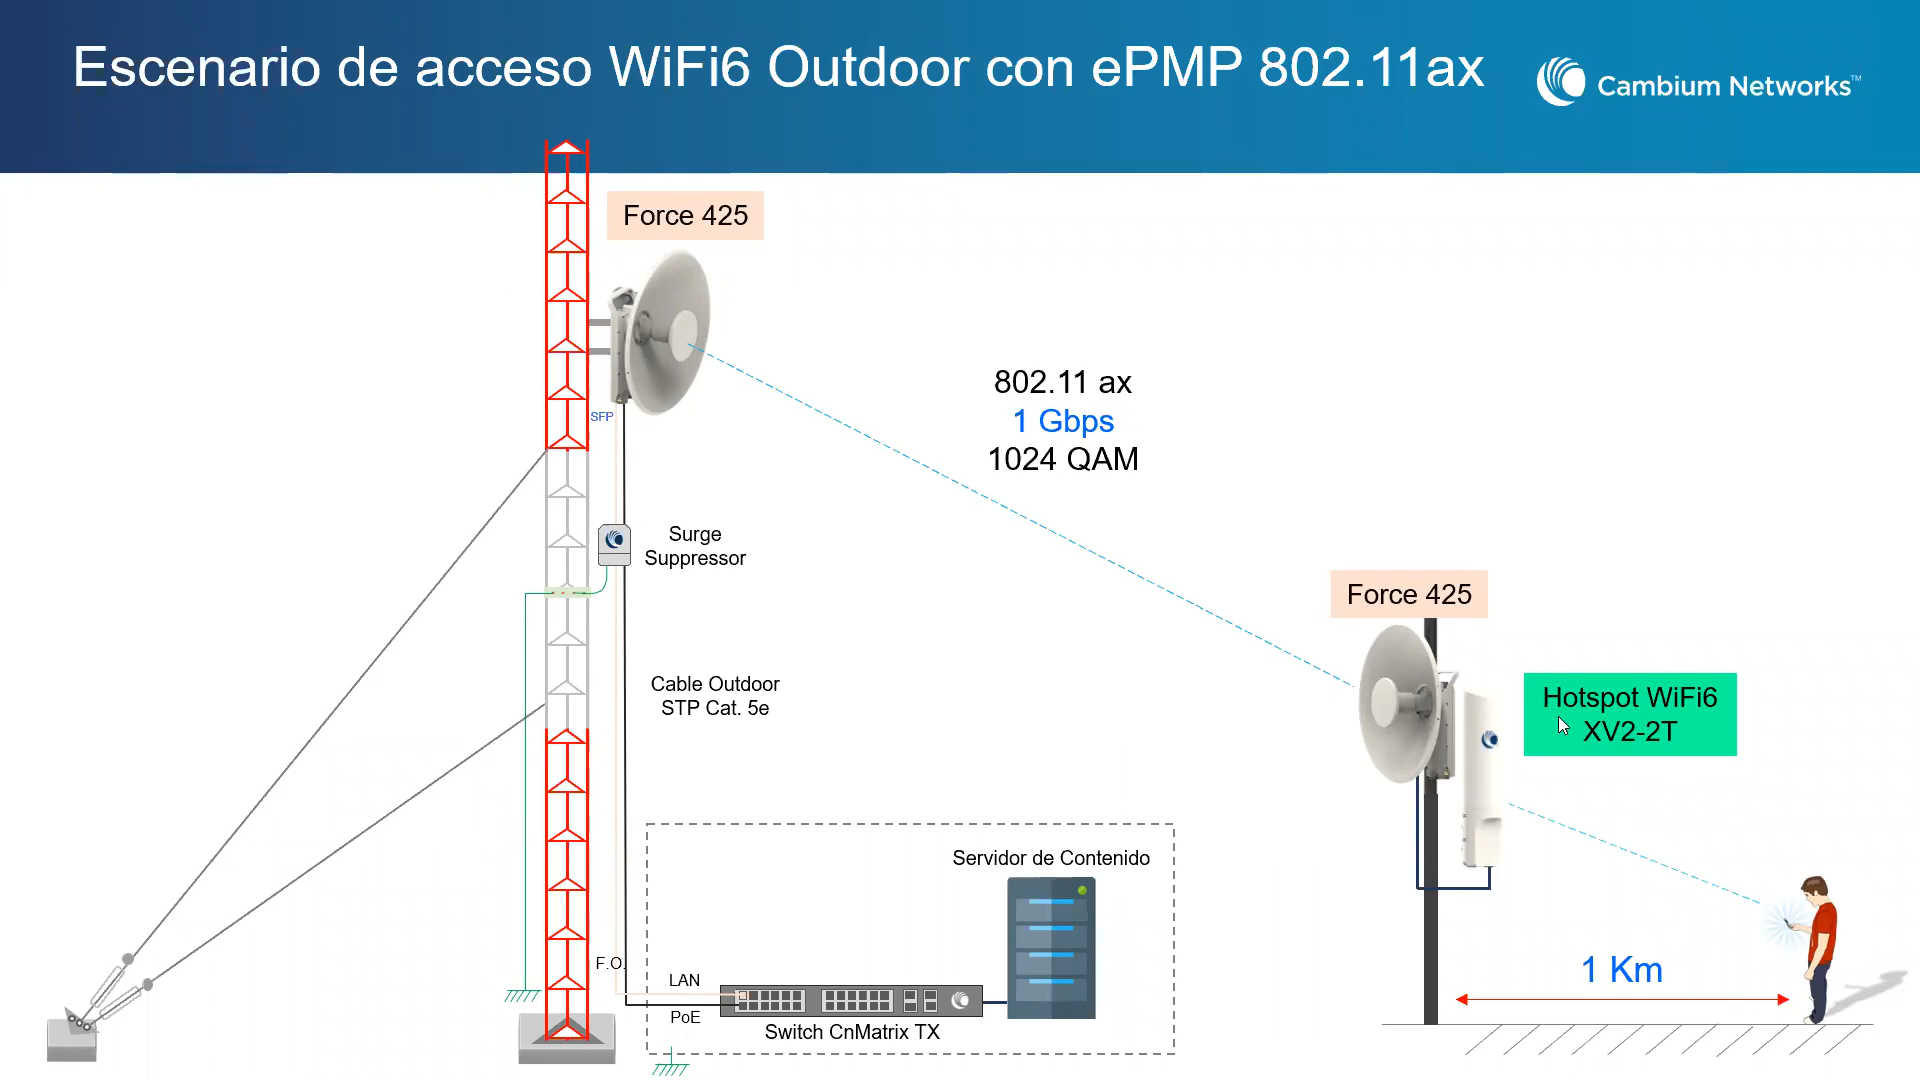 Escenario de acceso WiFi6 Outdoor con ePMP 802.11ax
Cambium Networks™
Force 425
802.11 ax
1 Gbps
1024 QAM
SFP
Surge
Suppressor
Force 425
Cable Outdoor
STP Cat. 5e
Hotspot WiFi6
XV2-2T
Servidor de Contenido
F.O.
LAN
PoE
Switch CnMatrix TX
1 Km